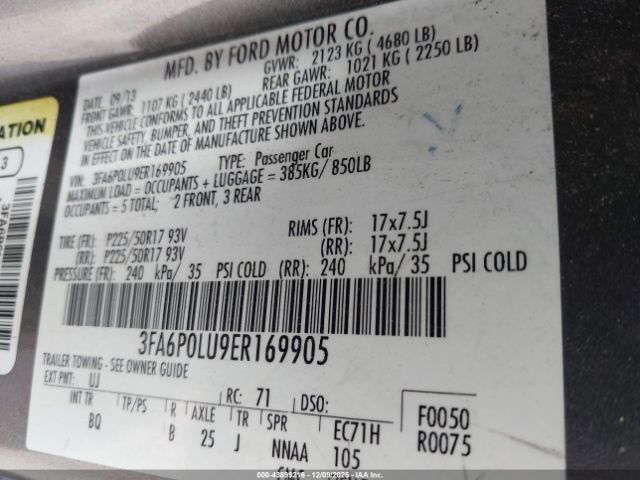 MFD. BY FORD MOTOR CO.
DATE: 09/13 GVWR: 2123 KG ( 4680 LB)
FRONT GAWR: 1107 KG ( 2440 LB) REAR GAWR: 1021 KG ( 2250 LB)
THIS VEHICLE CONFORMS TO ALL APPLICABLE FEDERAL MOTOR
VEHICLE SAFETY, BUMPER, AND THEFT PREVENTION STANDARDS
IN EFFECT ON THE DATE OF MANUFACTURE SHOWN ABOVE.
VIN: 3FA6P0LU9ER169905 TYPE: Passenger Car
MAXIMUM LOAD = OCCUPANTS + LUGGAGE = 385KG/ 850LB
OCCUPANTS = 5 TOTAL, 2 FRONT, 3 REAR
TIRE (FR): P225/50R17 93V RIMS (FR): 17x7.5J
(RR): P225/50R17 93V (RR): 17x7.5J
PRESSURE (FR): 240 kPa/ 35 PSI COLD (RR): 240 kPa/ 35 PSI COLD
3FA6P0LU9ER169905
TRAILER TOWING - SEE OWNER GUIDE
EXT PNT: UJ RC: 71 DSO:
INT TR TP/PS R AXLE TR SPR EC71H F0050
BQ B 25 J NNAA 105 R0075
ATION
3
000-43899216 - 12/09/2025 - IAAI.COM